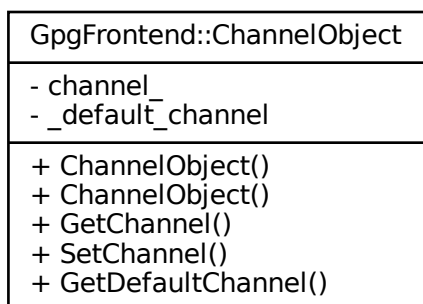 GpgFrontend::ChannelObject
- channel_
- _default_channel
+ ChannelObject()
+ ChannelObject()
+ GetChannel()
+ SetChannel()
+ GetDefaultChannel()